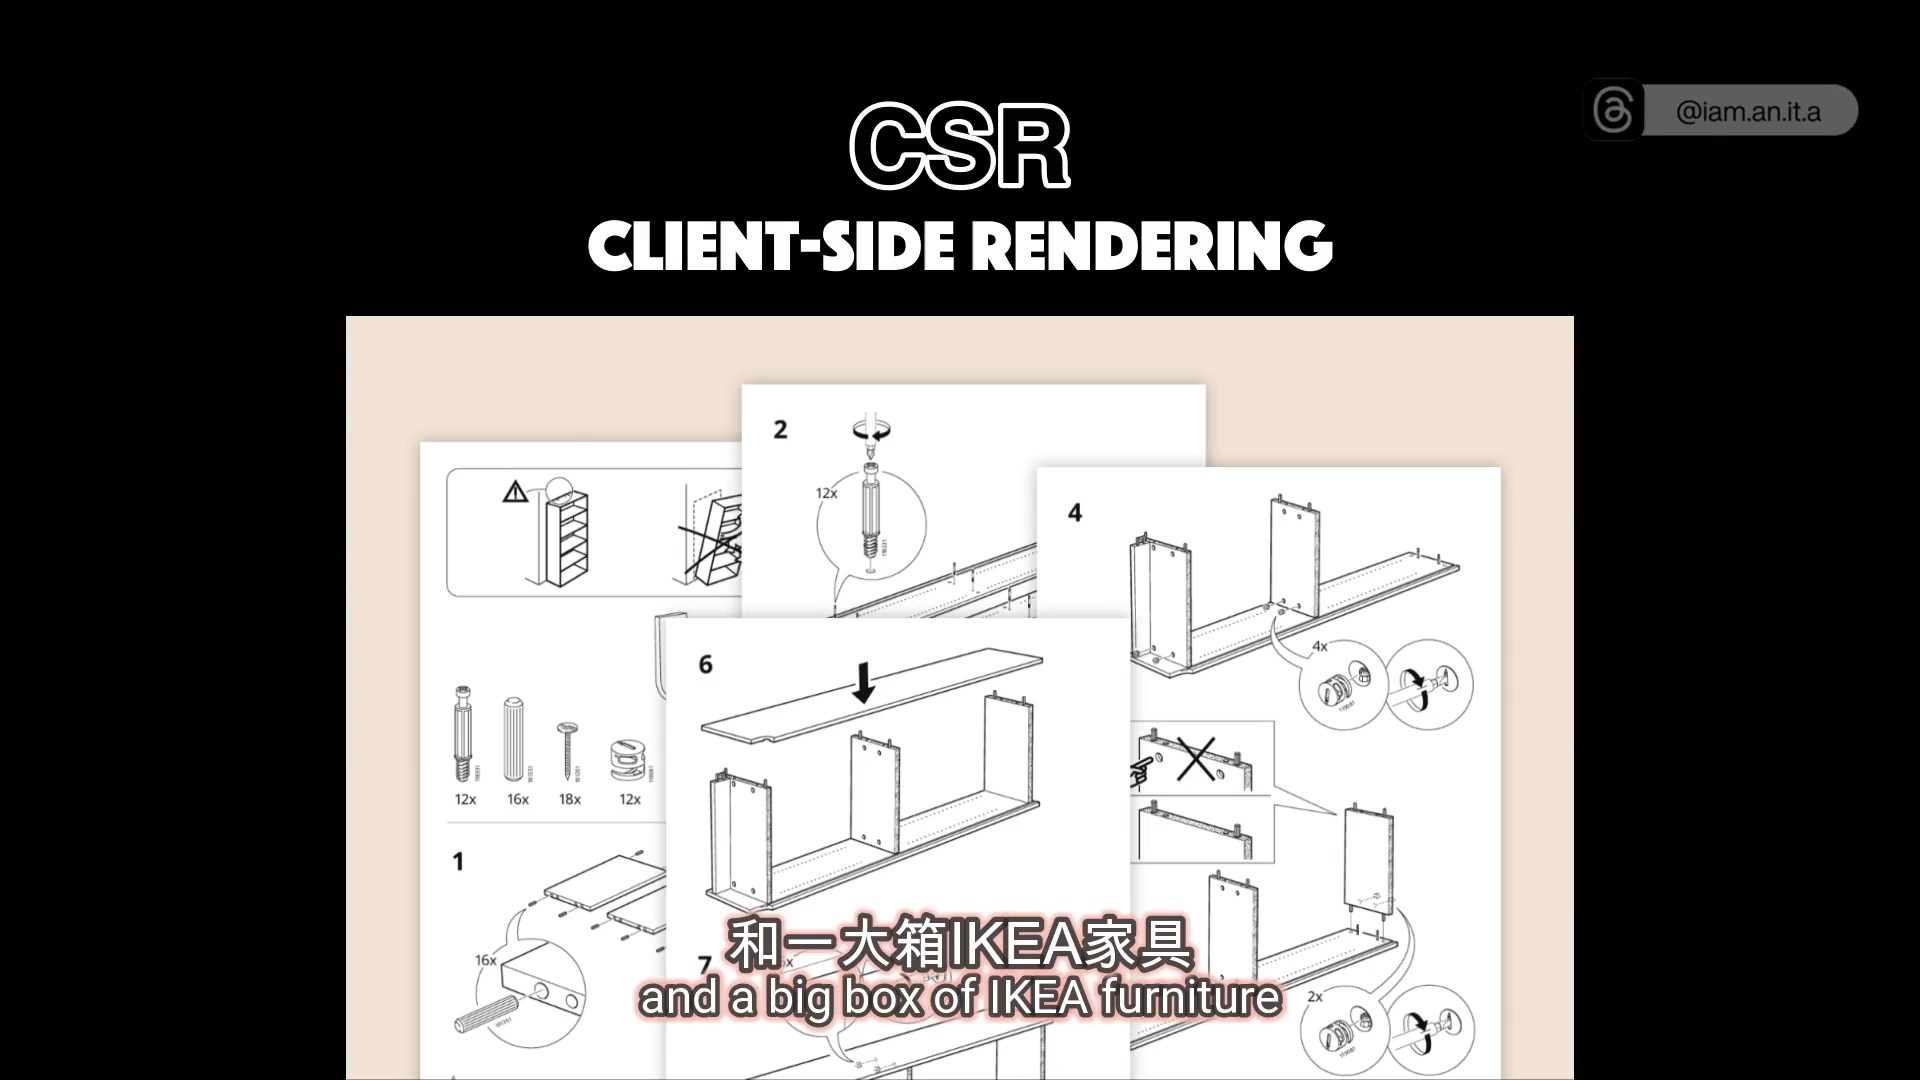 CSR
@iam.an.it.a
CLIENT-SIDE RENDERING
2
12x
4
4x
6
12x
16x
18x
12x
1
16x
7
2x
和一大箱IKEA家具
and a big box of IKEA furniture